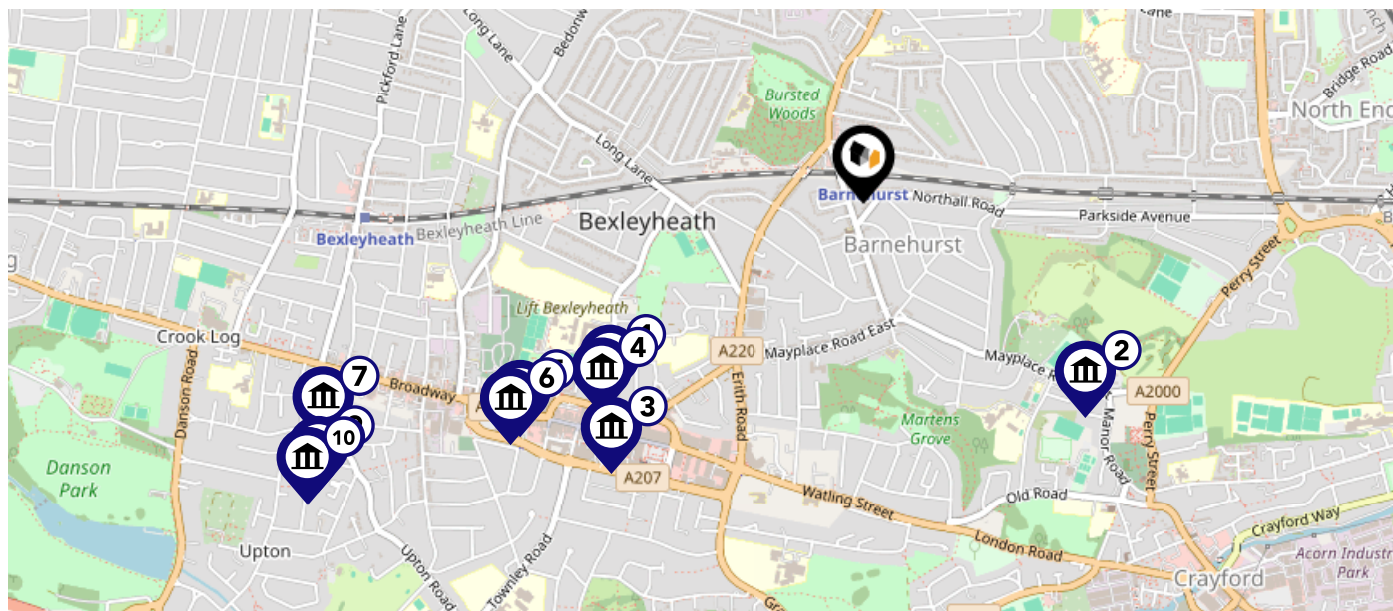 Lane
Pickford Lane
Long Lane
Bedonw
Bridge Road
North End
Bursted
Woods
Long Lane
Barnehurst
Northall Road
Parkside Avenue
Bexleyheath
Bexleyheath Line
Bexleyheath
Barnehurst
Perry Street
Lift Bexleyheath
Crook Log
4
A220
Mayplace Road East
2
7
Broadway
6
3
A2000
10
Danson Road
Erith Road
Martens
Grove
Manor Road
Perry Street
Danson
Park
A207
Watling Street
Old Road
Crayford Way
London Road
Upton
Upton Road
Townley Road
Acorn Industr
Park
Crayford